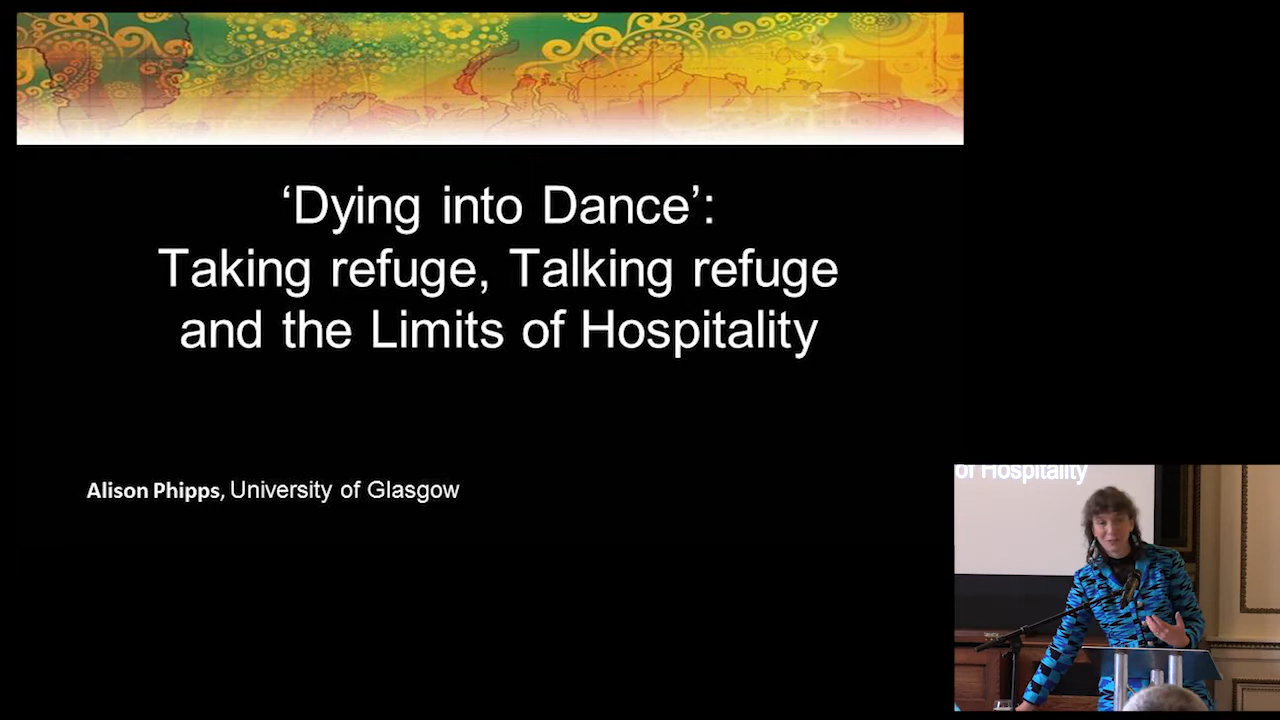 ‘Dying into Dance’:
Taking refuge, Talking refuge
and the Limits of Hospitality
Alison Phipps, University of Glasgow
of Hospitality